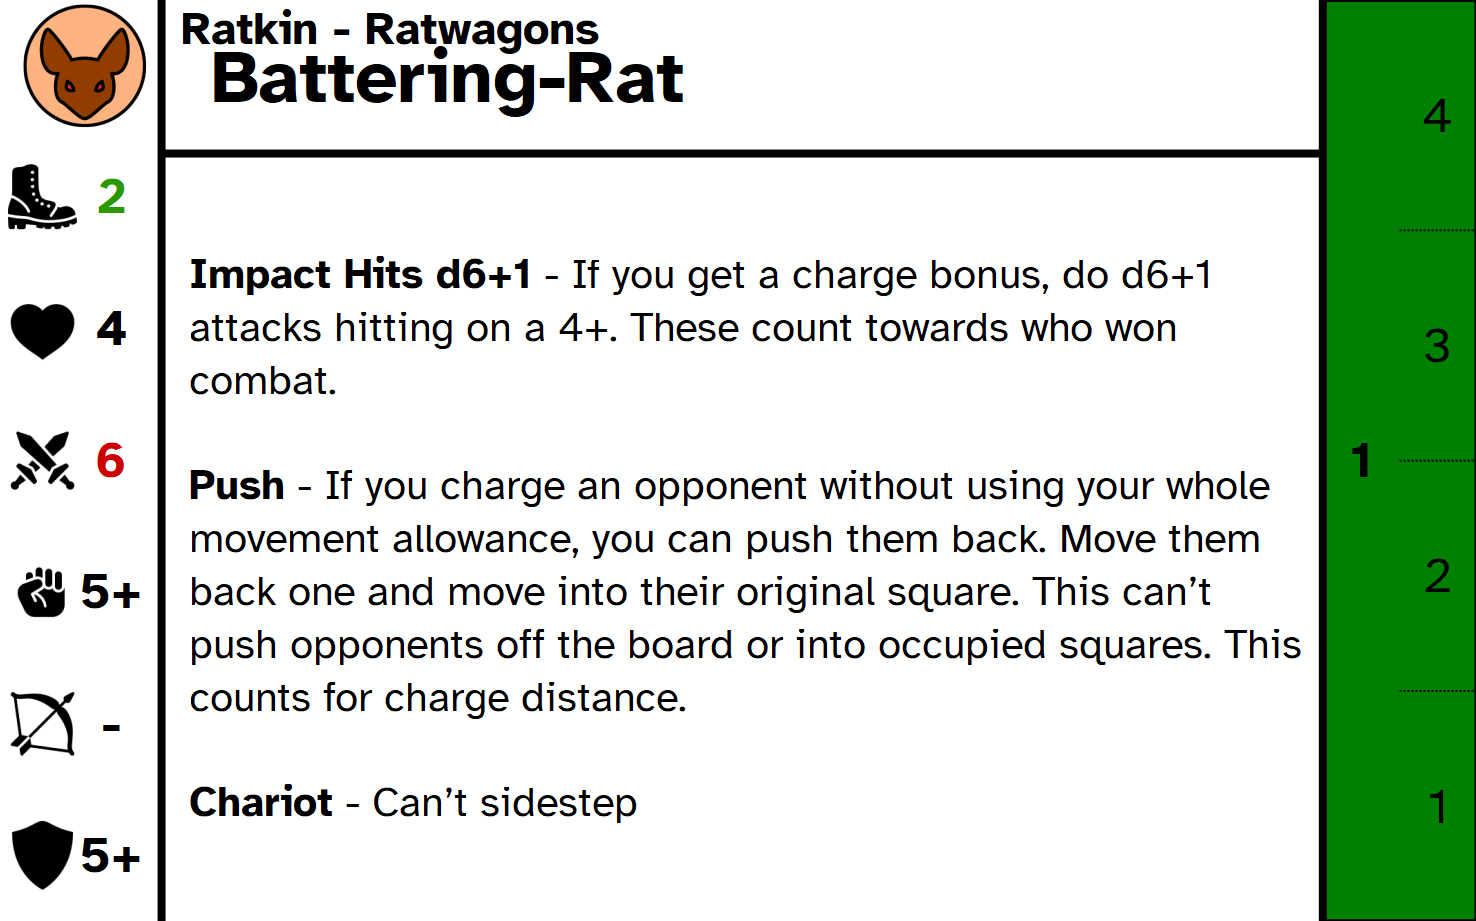 Ratkin - Ratwagons
Battering-Rat
2
4
6
5+
-
5+
Impact Hits d6+1 - If you get a charge bonus, do d6+1
attacks hitting on a 4+. These count towards who won
combat.
Push - If you charge an opponent without using your whole
movement allowance, you can push them back. Move them
back one and move into their original square. This can’t
push opponents off the board or into occupied squares. This
counts for charge distance.
Chariot - Can’t sidestep
4
3
1
2
1